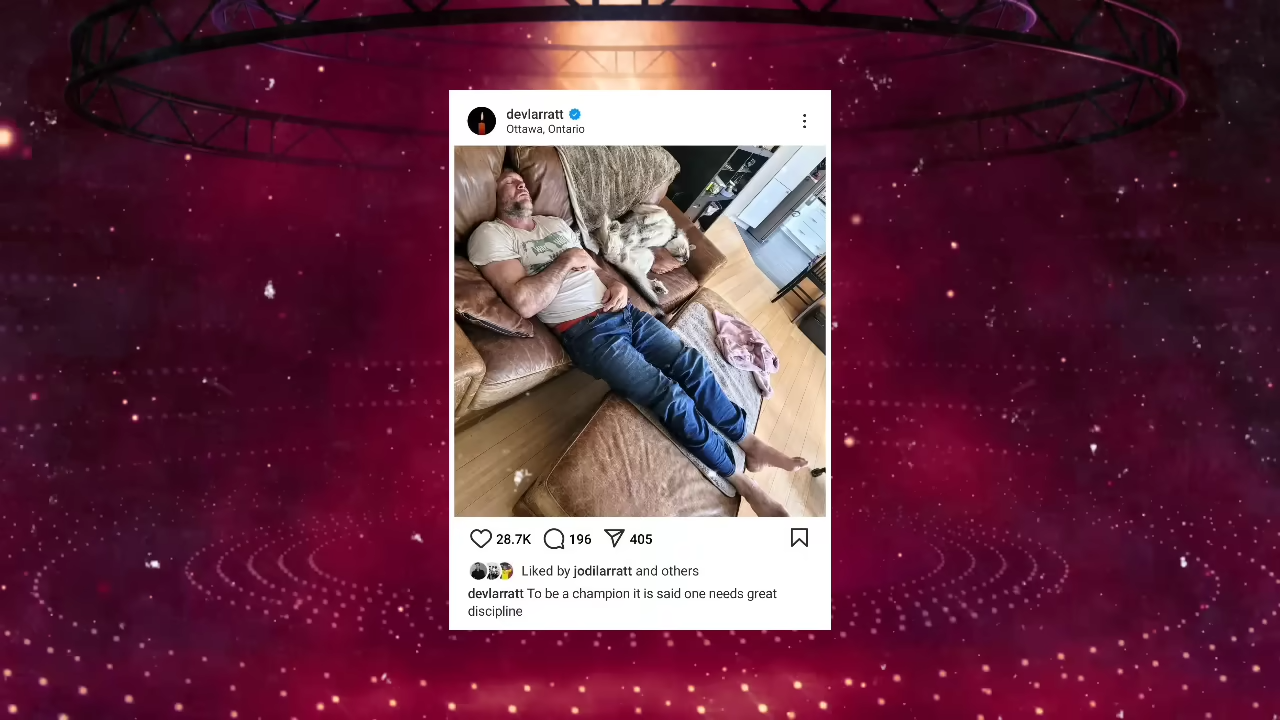 devlarratt
Ottawa, Ontario
28.7K 196 405
Liked by jodilarratt and others
devlarratt To be a champion it is said one needs great
discipline